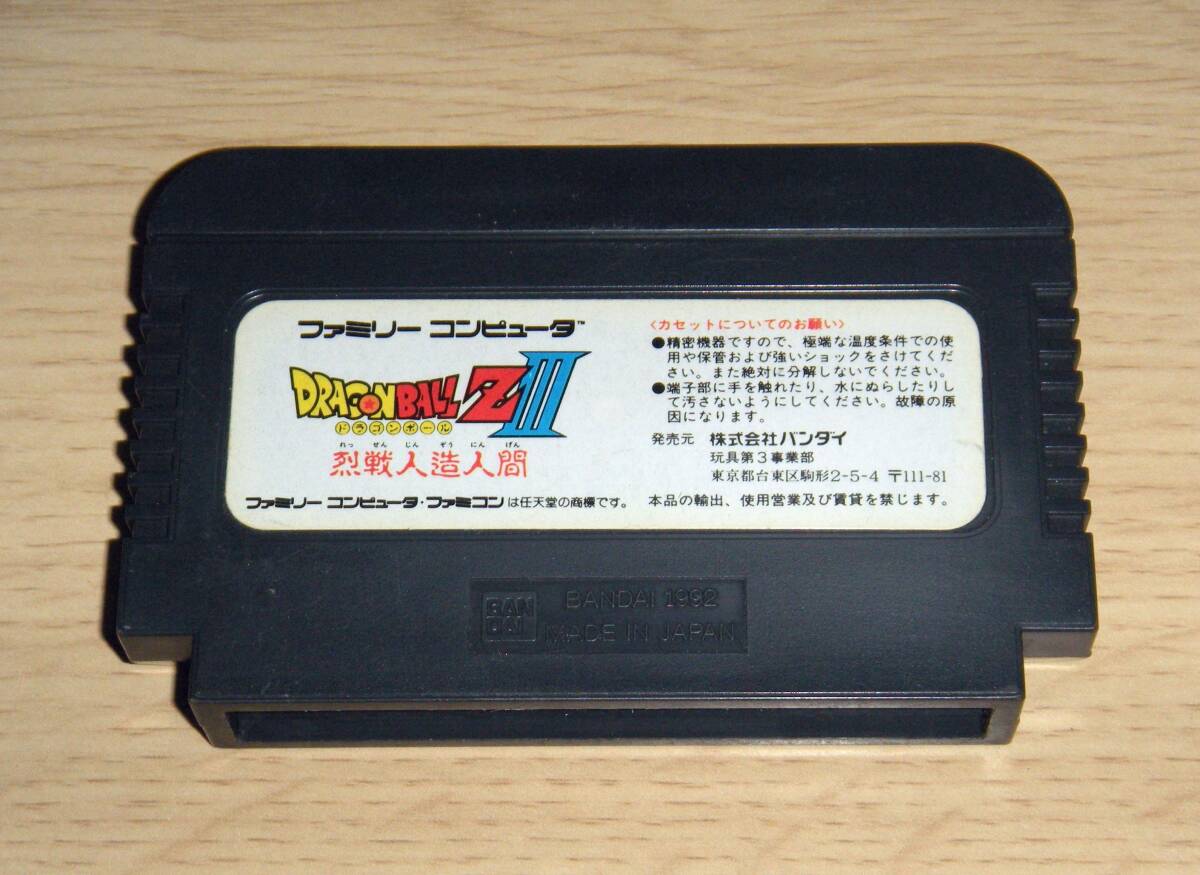 ファミリー コンピュータ™
DRAGON BALL Z III
ドラゴンボール
れっ せん じん ぞう にん げん
烈戦人造人間
ファミリー コンピュータ・ファミコンは任天堂の商標です。
〈カセットについてのお願い〉
●精密機器ですので、極端な温度条件での使
用や保管および強いショックをさけてくだ
さい。また絶対に分解しないでください。
●端子部に手を触れたり、水にぬらしたりし
て汚さないようにしてください。故障の原
因になります。
発売元 株式会社バンダイ
玩具第3事業部
東京都台東区駒形2-5-4 〒111-81
本品の輸出、使用営業及び賃貸を禁じます。
BAN
DAI
BANDAI 1992
MADE IN JAPAN